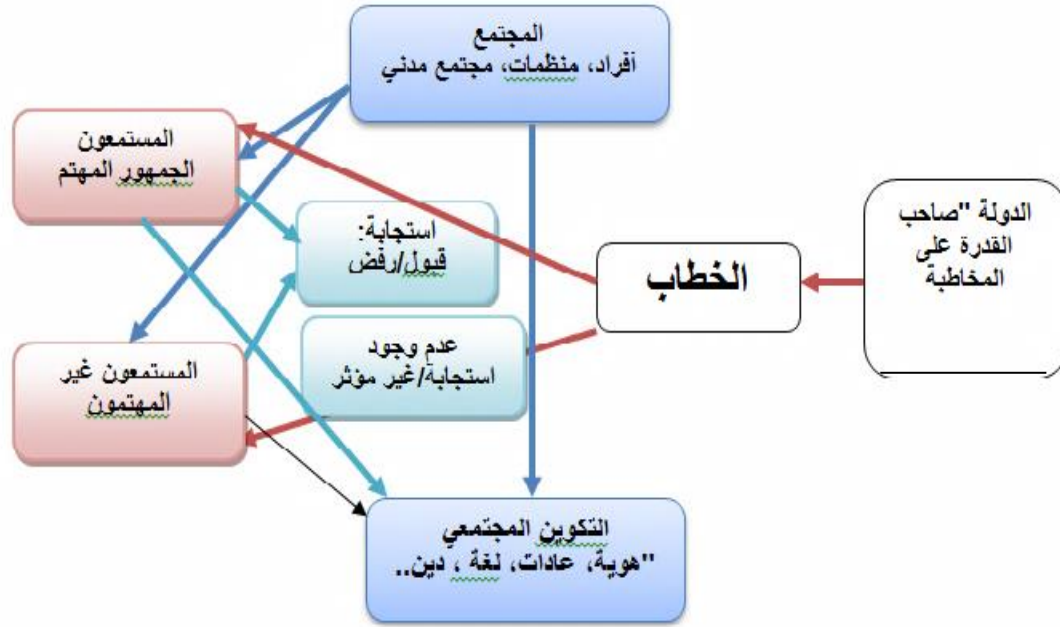 المجتمع
أفراد، منظمات، مجتمع مدني
المستمعون
الجمهور المهتم
استجابة:
قبول/رفض
الدولة "صاحب
القدرة على
المخاطبة
الخطاب
عدم وجود
استجابة/غير مؤثر
المستمعون غير
المهتمون
التكوين المجتمعي
"هوية، عادات، لغة ، دين..